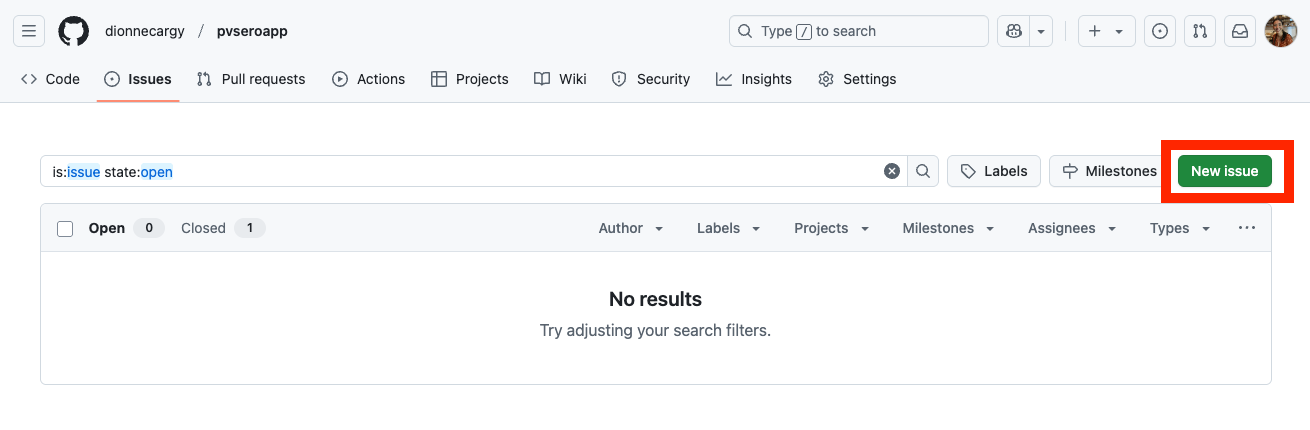 dionnecargy / pvseroapp Type / to search
Code Issues Pull requests Actions Projects Wiki Security Insights Settings
is:issue state:open Labels Milestones New issue
Open 0 Closed 1 Author Labels Projects Milestones Assignees Types
No results
Try adjusting your search filters.